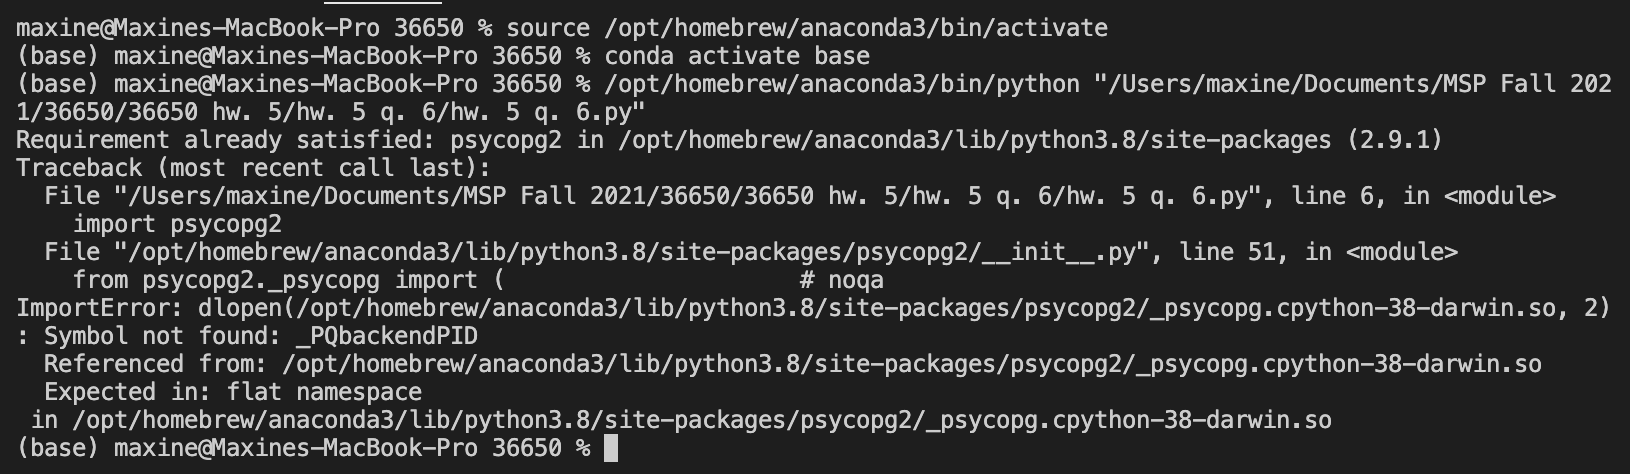 maxine@Maxines-MacBook-Pro 36650 % source /opt/homebrew/anaconda3/bin/activate
(base) maxine@Maxines-MacBook-Pro 36650 % conda activate base
(base) maxine@Maxines-MacBook-Pro 36650 % /opt/homebrew/anaconda3/bin/python "/Users/maxine/Documents/MSP Fall 202
1/36650/36650 hw. 5/hw. 5 q. 6/hw. 5 q. 6.py"
Requirement already satisfied: psycopg2 in /opt/homebrew/anaconda3/lib/python3.8/site-packages (2.9.1)
Traceback (most recent call last):
  File "/Users/maxine/Documents/MSP Fall 2021/36650/36650 hw. 5/hw. 5 q. 6/hw. 5 q. 6.py", line 6, in <module>
    import psycopg2
  File "/opt/homebrew/anaconda3/lib/python3.8/site-packages/psycopg2/__init__.py", line 51, in <module>
    from psycopg2._psycopg import (                     # noqa
ImportError: dlopen(/opt/homebrew/anaconda3/lib/python3.8/site-packages/psycopg2/_psycopg.cpython-38-darwin.so, 2)
: Symbol not found: _PQbackendPID
  Referenced from: /opt/homebrew/anaconda3/lib/python3.8/site-packages/psycopg2/_psycopg.cpython-38-darwin.so
  Expected in: flat namespace
 in /opt/homebrew/anaconda3/lib/python3.8/site-packages/psycopg2/_psycopg.cpython-38-darwin.so
(base) maxine@Maxines-MacBook-Pro 36650 %